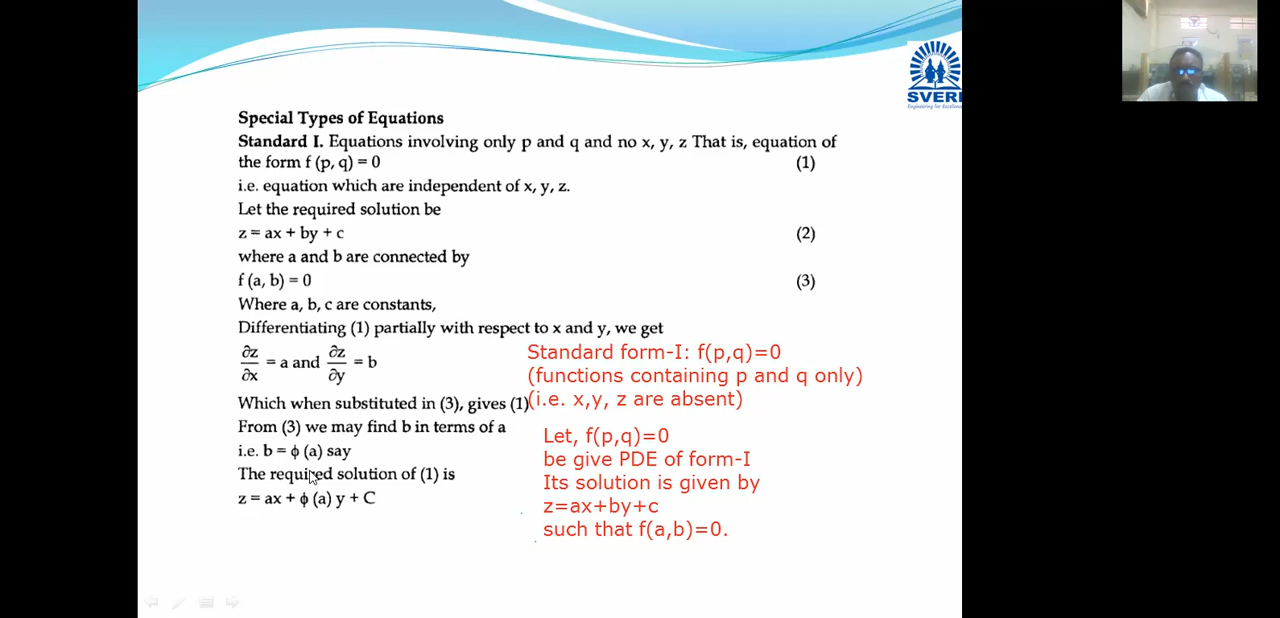 SVERI
Engineering for Excellence
Special Types of Equations
Standard I. Equations involving only p and q and no x, y, z That is, equation of
the form f (p, q) = 0 (1)
i.e. equation which are independent of x, y, z.
Let the required solution be
z = ax + by + c (2)
where a and b are connected by
f (a, b) = 0 (3)
Where a, b, c are constants,
Differentiating (1) partially with respect to x and y, we get
∂z/∂x = a and ∂z/∂y = b
Which when substituted in (3), gives (1)
From (3) we may find b in terms of a
i.e. b = ϕ (a) say
The required solution of (1) is
z = ax + ϕ (a) y + C
Standard form-I: f(p,q)=0
(functions containing p and q only)
(i.e. x,y, z are absent)
Let, f(p,q)=0
be give PDE of form-I
Its solution is given by
z=ax+by+c
such that f(a,b)=0.